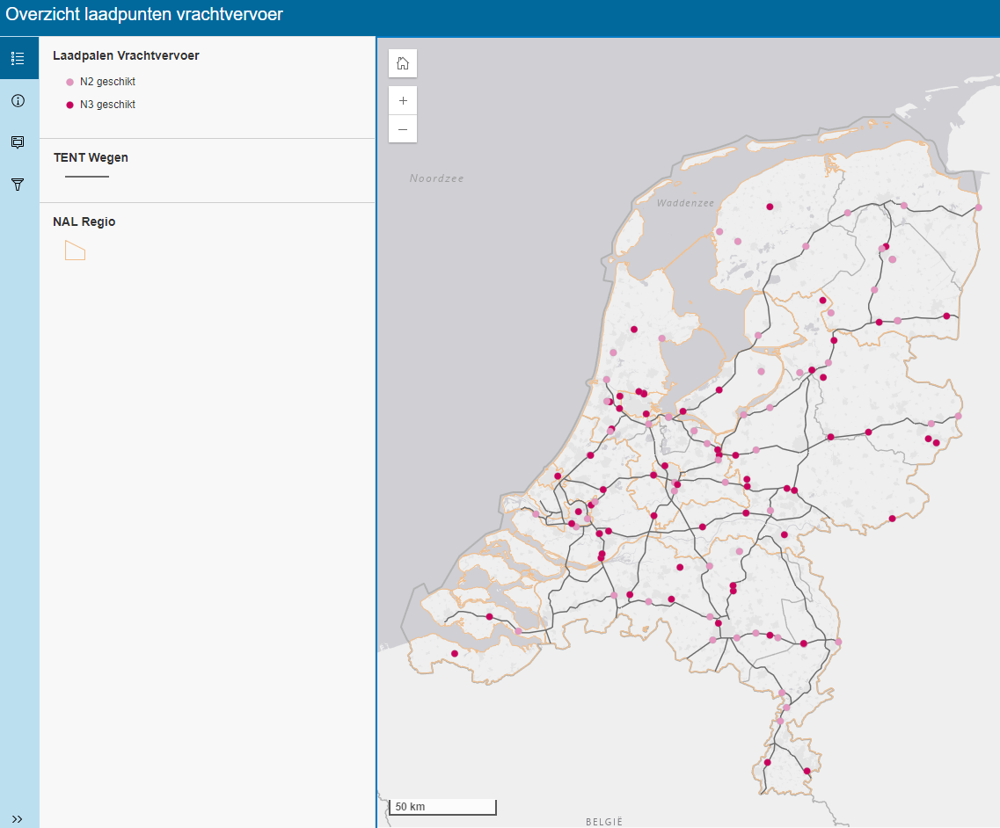 Overzicht laadpunten vrachtvervoer
Laadpalen Vrachtvervoer
N2 geschikt
N3 geschikt
TENT Wegen
NAL Regio
Noordzee
Waddenzee
50 km
BELGIË